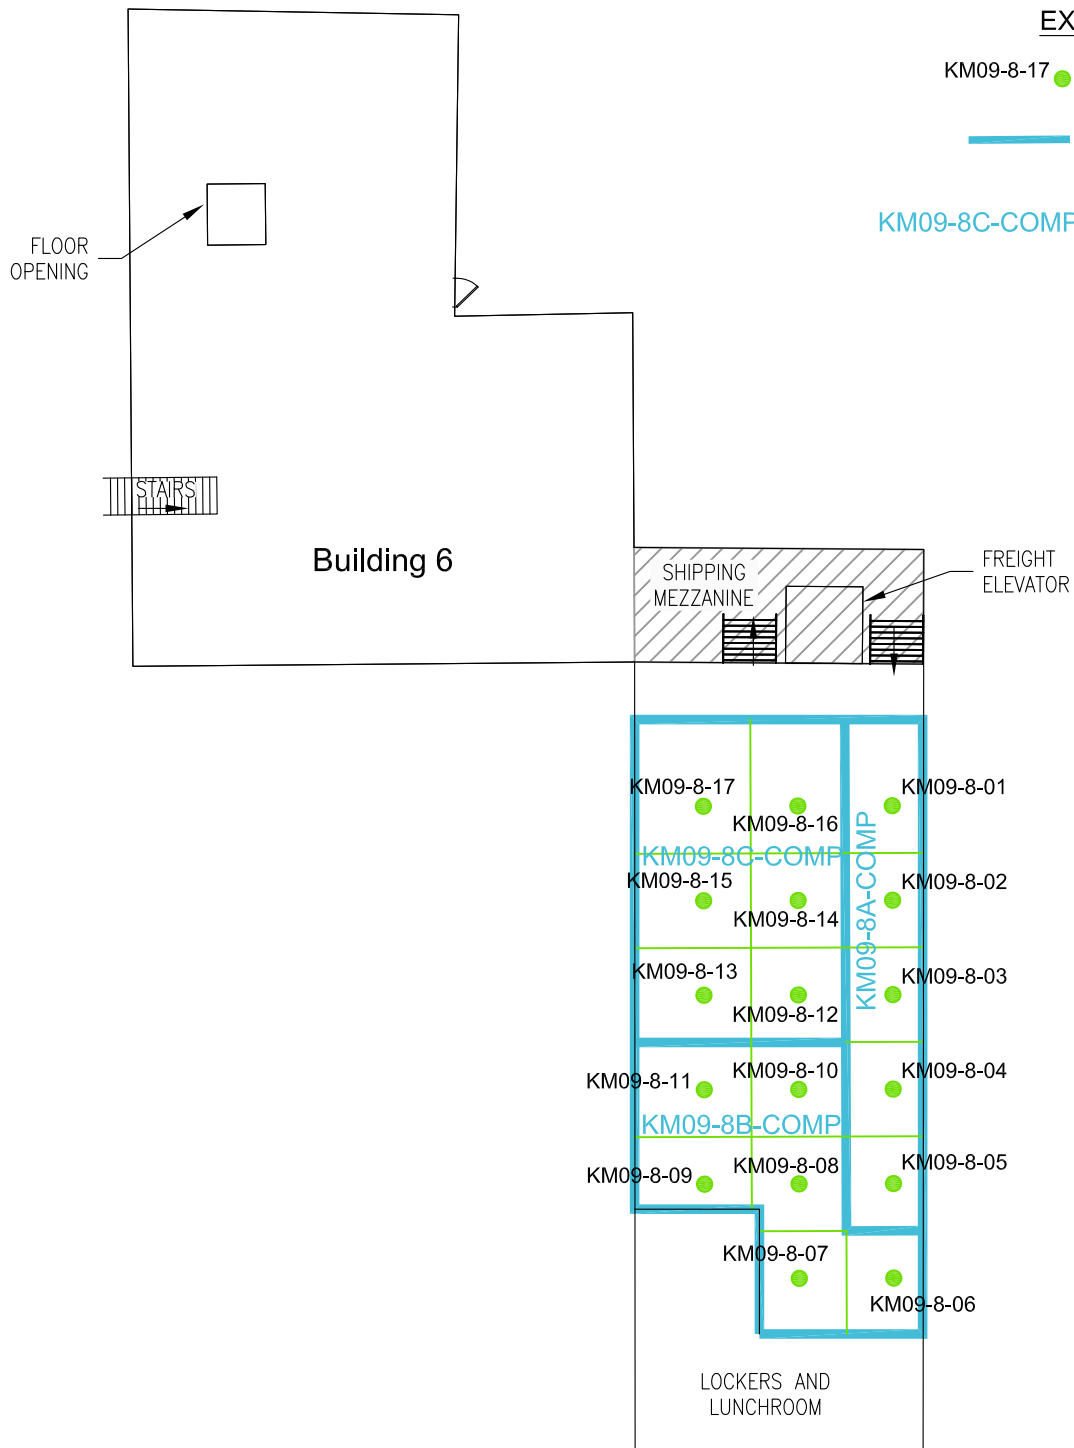 EX
KM09-8-17
KM09-8C-COMP
FLOOR
OPENING
STAIRS
Building 6
SHIPPING
MEZZANINE
FREIGHT
ELEVATOR
KM09-8-17
KM09-8-01
KM09-8-16
KM09-8C-COMP
KM09-8A-COMP
KM09-8-15
KM09-8-02
KM09-8-14
KM09-8-13
KM09-8-03
KM09-8-12
KM09-8-11
KM09-8-10
KM09-8-04
KM09-8B-COMP
KM09-8-09
KM09-8-08
KM09-8-05
KM09-8-07
KM09-8-06
LOCKERS AND
LUNCHROOM